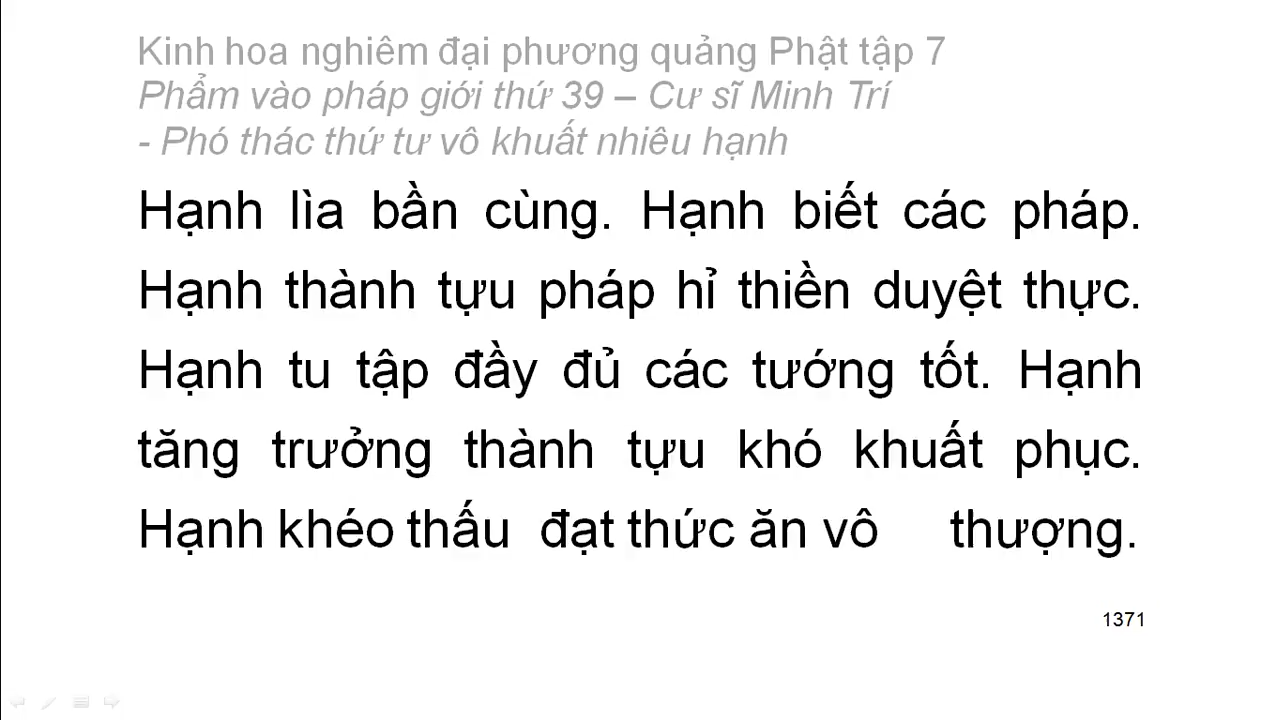 Kinh hoa nghiêm đại phương quảng Phật tập 7
Phẩm vào pháp giới thứ 39 – Cư sĩ Minh Trí
- Phó thác thứ tư vô khuất nhiêu hạnh
Hạnh lìa bần cùng. Hạnh biết các pháp.
Hạnh thành tựu pháp hỉ thiền duyệt thực.
Hạnh tu tập đầy đủ các tướng tốt. Hạnh
tăng trưởng thành tựu khó khuất phục.
Hạnh khéo thấu đạt thức ăn vô thượng.
1371